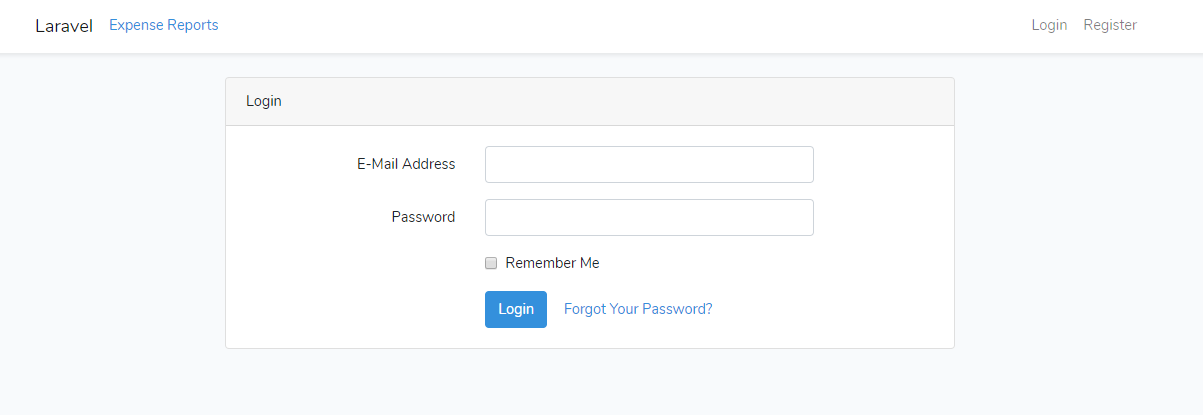 Laravel Expense Reports Login Register
Login
E-Mail Address
Password
Remember Me
Login Forgot Your Password?